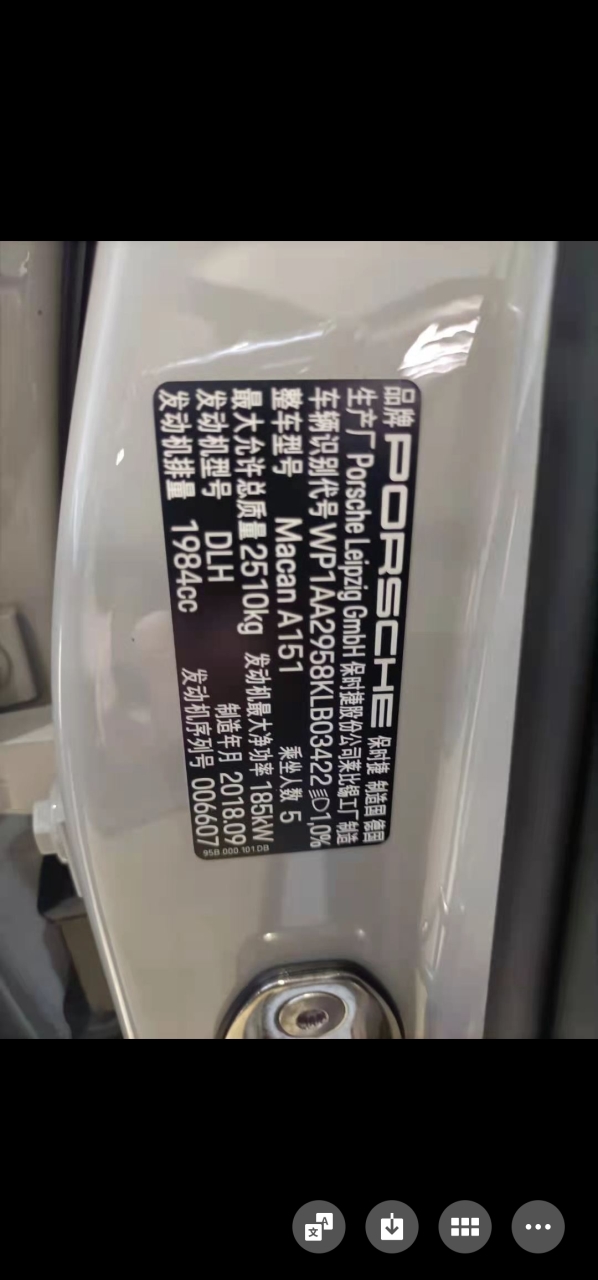 品牌 PORSCHE 保时捷 制造国 德国
生产厂 Porsche Leipzig GmbH 保时捷股份公司莱比锡工厂制造
车辆识别代号 WP1AA2958KLB03422 1,0%
整车型号 Macan A151 乘坐人数 5
最大允许总质量 2510kg 发动机最大净功率 185kW
发动机型号 DLH 制造年月 2018.09
发动机排量 1984cc 发动机序列号 006607
95B.000.101.DB